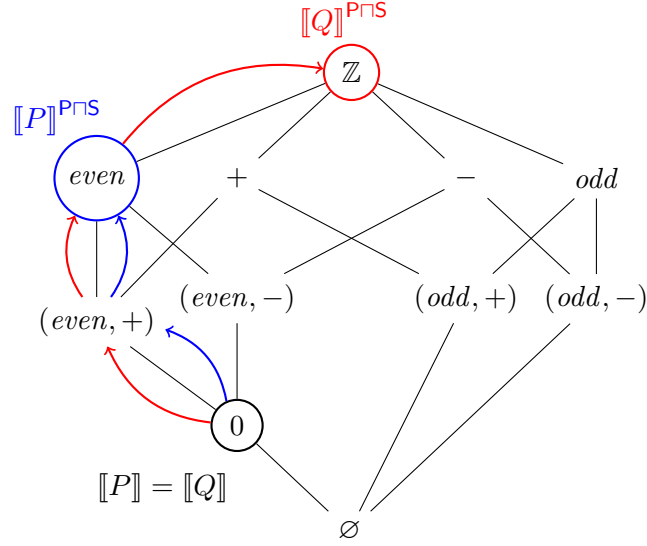 ⟦Q⟧^{P⊓S}
ℤ
⟦P⟧^{P⊓S}
even + − odd
(even, +) (even, −) (odd, +) (odd, −)
0
⟦P⟧ = ⟦Q⟧
∅